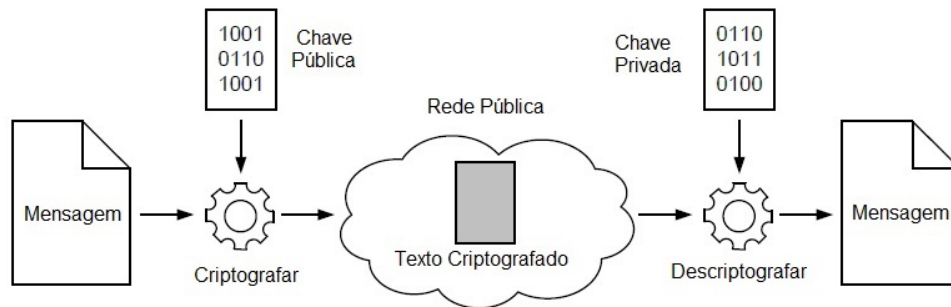 1001
0110
1001
Chave
Pública
Chave
Privada
0110
1011
0100
Rede Pública
Mensagem
Criptografar
Texto Criptografado
Descriptografar
Mensagem